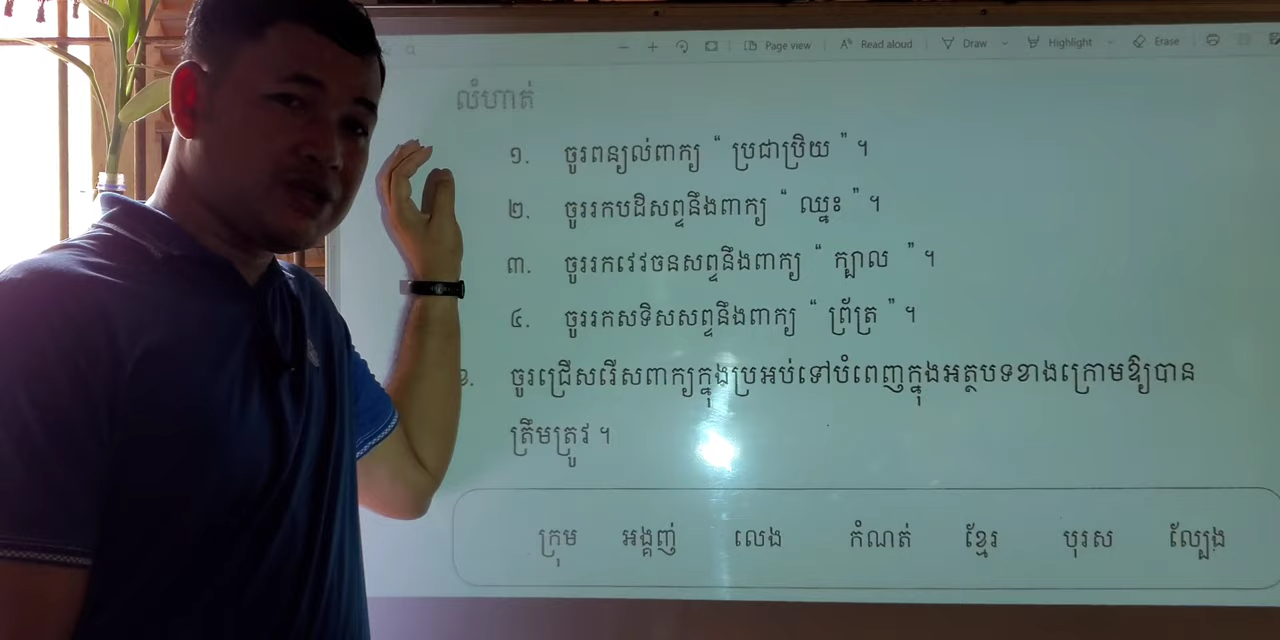 Page view Read aloud Draw Highlight Erase
លំហាត់
១. ចូរពន្យល់ពាក្យ “ ប្រជាប្រិយ ” ។
២. ចូររកបដិសព្ទនឹងពាក្យ “ ឈ្នះ ” ។
៣. ចូររកវេវចនសព្ទនឹងពាក្យ “ ក្បាល ” ។
៤. ចូររកសទិសសព្ទនឹងពាក្យ “ ព្រ័ត្រ ” ។
ខ. ចូរជ្រើសរើសពាក្យក្នុងប្រអប់ទៅបំពេញក្នុងអត្ថបទខាងក្រោមឱ្យបាន
ត្រឹមត្រូវ ។
ក្រុម អង្គញ់ លេង កំណត់ ខ្មែរ បុរស ល្បែង